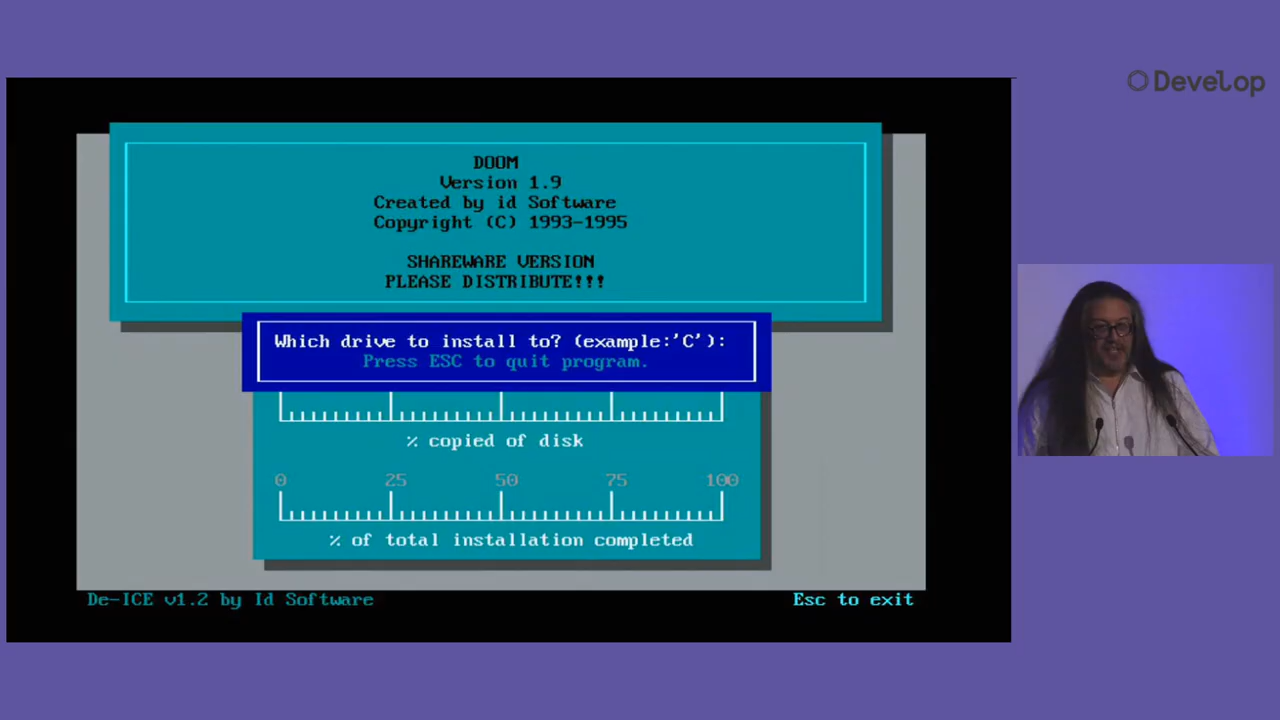 Develop
DOOM
Version 1.9
Created by id Software
Copyright (C) 1993-1995
SHAREWARE VERSION
PLEASE DISTRIBUTE!!!
Which drive to install to? (example:'C'):
Press ESC to quit program.
% copied of disk
0 25 50 75 100
% of total installation completed
De-ICE v1.2 by Id Software
Esc to exit